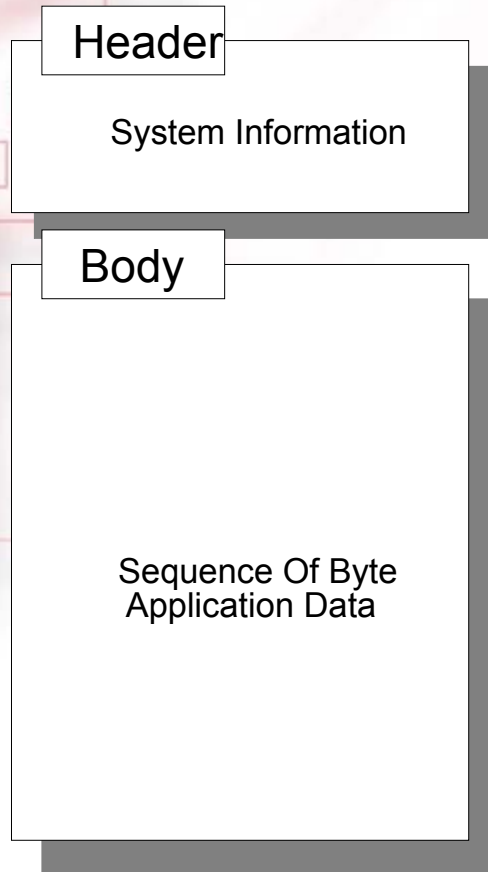 Header
System Information
Body
Sequence Of Byte
Application Data